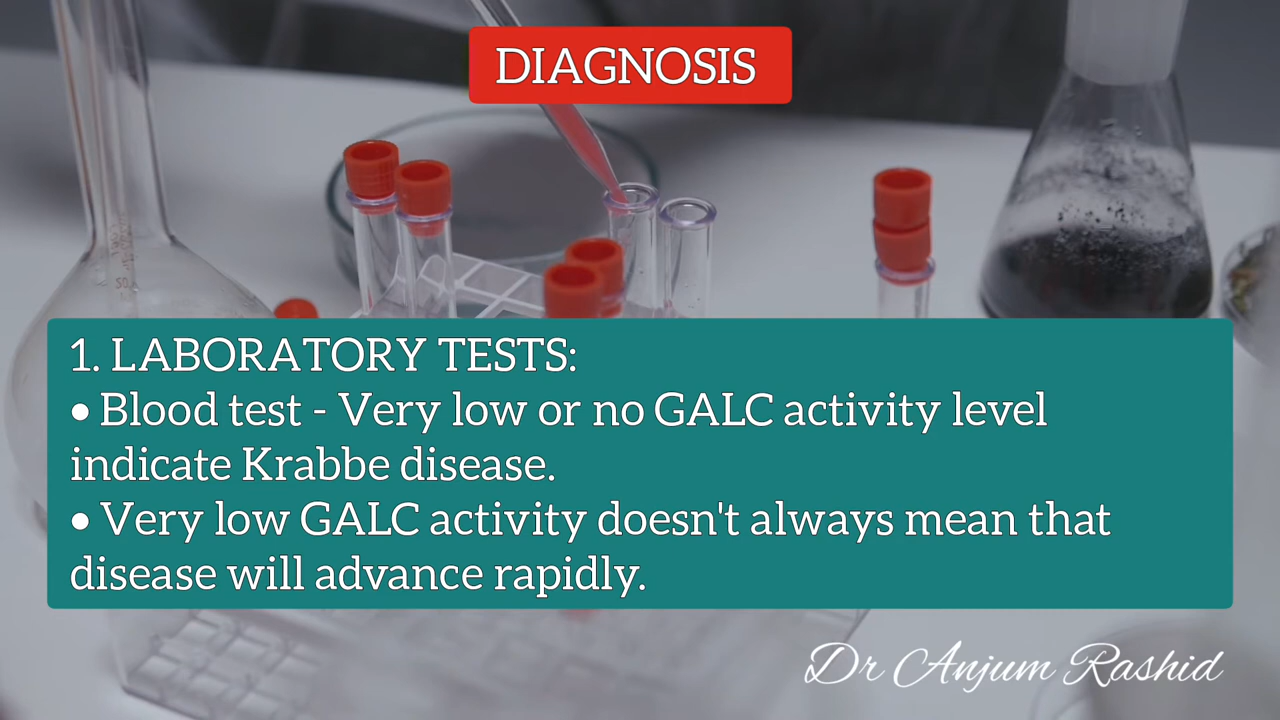 DIAGNOSIS
1. LABORATORY TESTS:
• Blood test - Very low or no GALC activity level
indicate Krabbe disease.
• Very low GALC activity doesn't always mean that
disease will advance rapidly.
Dr Anjum Rashid